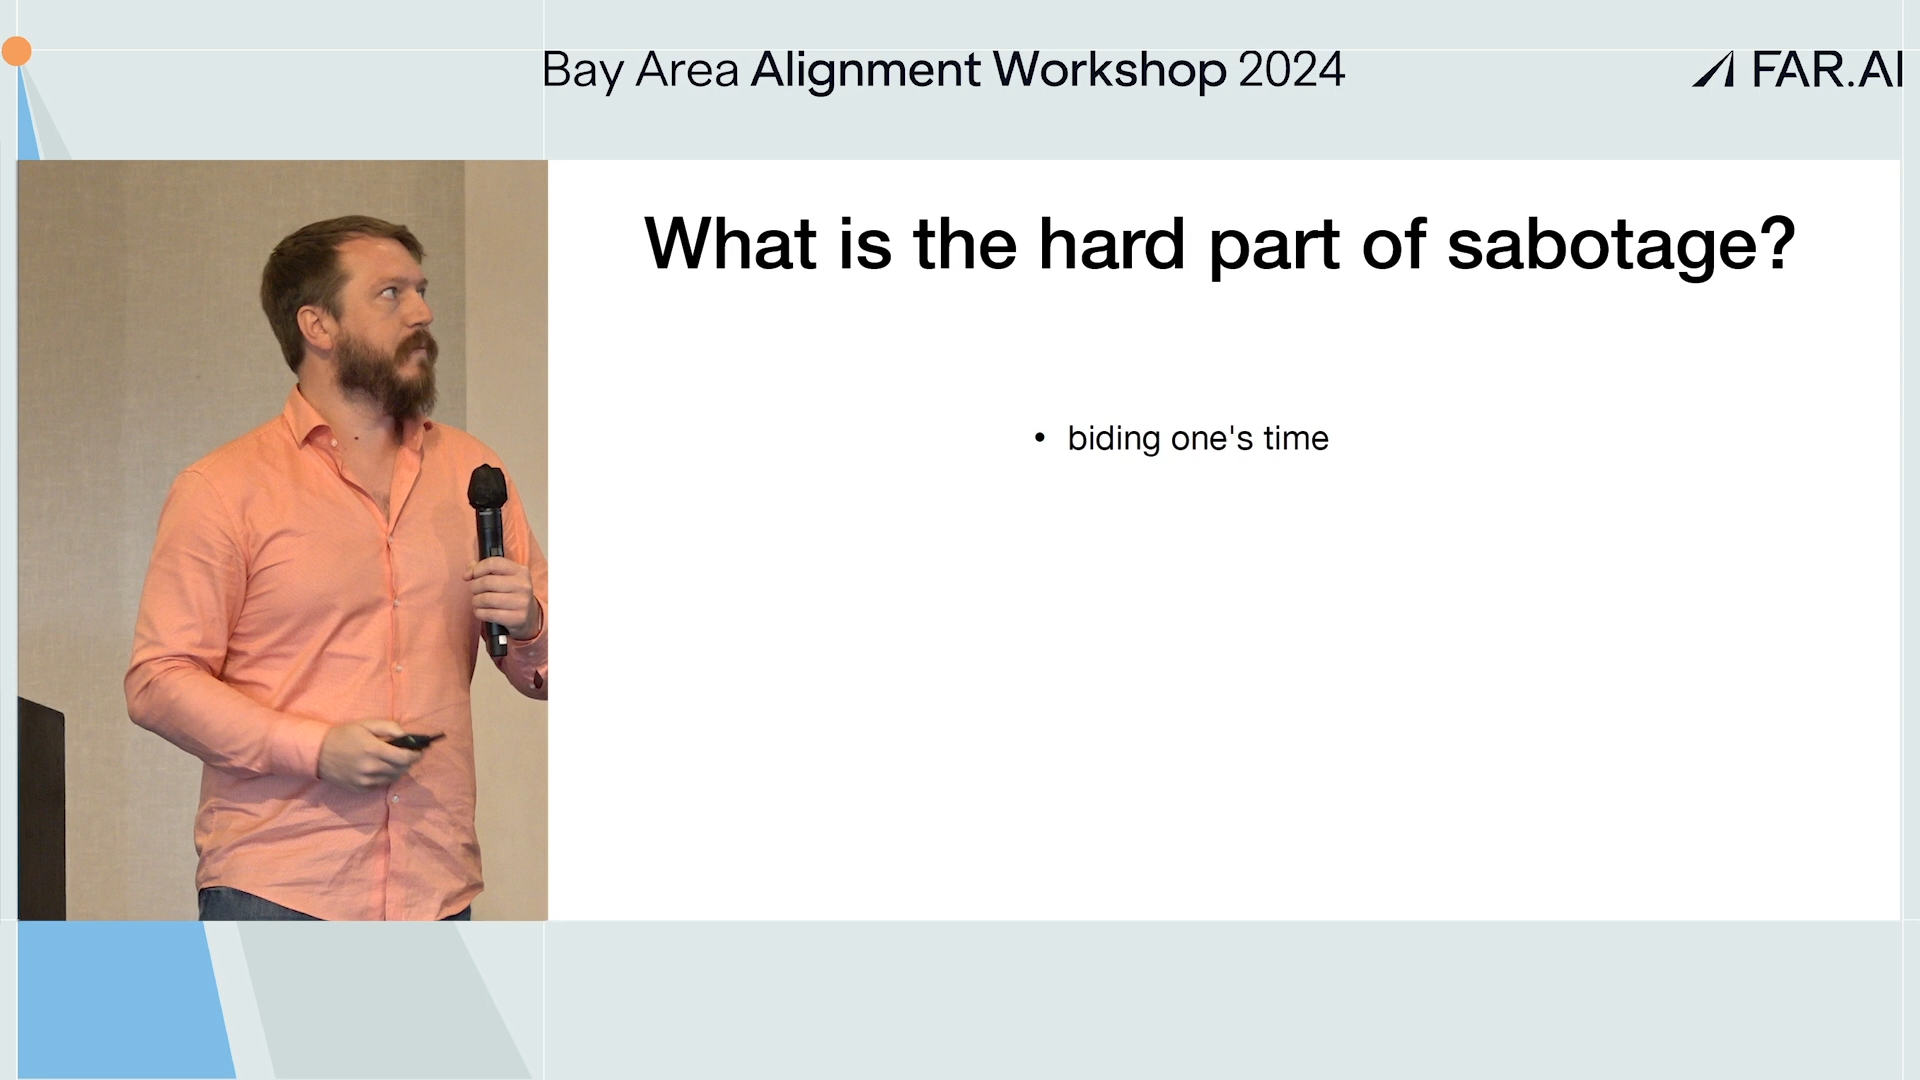 Bay Area Alignment Workshop 2024
FAR.AI
What is the hard part of sabotage?
• biding one's time